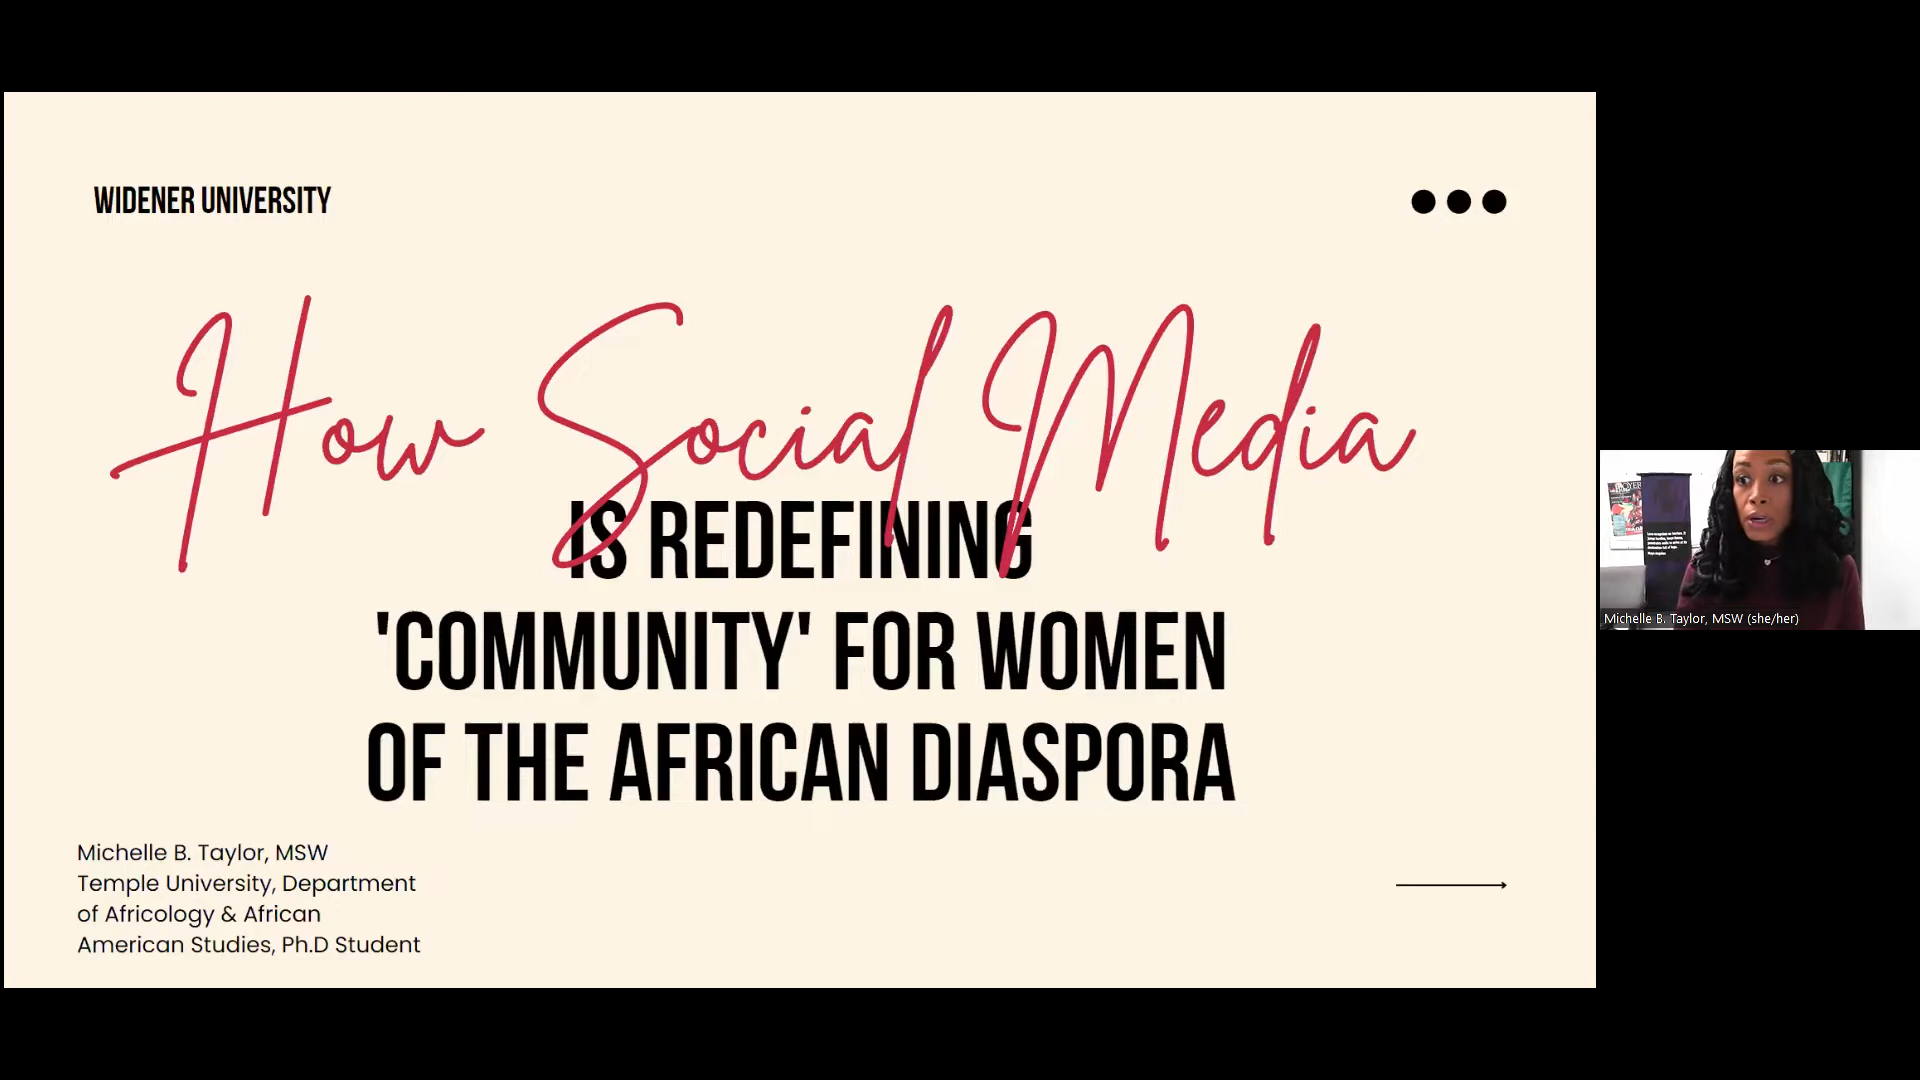 WIDENER UNIVERSITY
How Social Media
IS REDEFINING
'COMMUNITY' FOR WOMEN
OF THE AFRICAN DIASPORA
Michelle B. Taylor, MSW
Temple University, Department
of Africology & African
American Studies, Ph.D Student
Michelle B. Taylor, MSW (she/her)